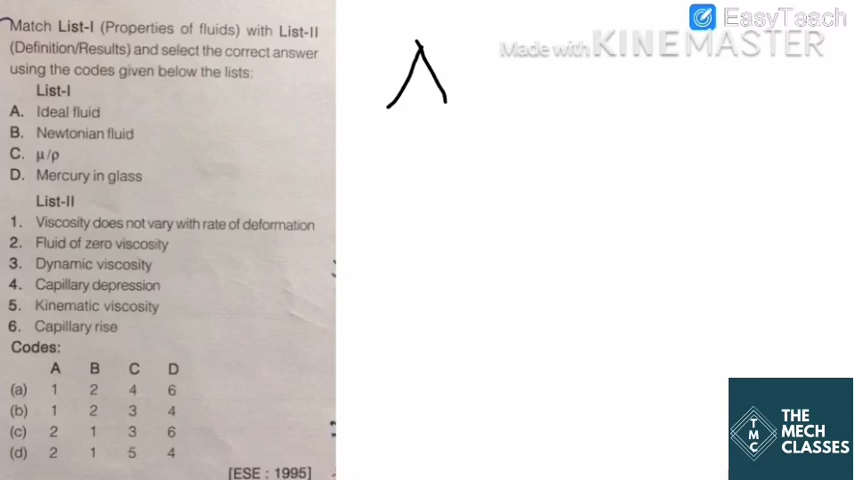 Match List-I (Properties of fluids) with List-II
(Definition/Results) and select the correct answer
using the codes given below the lists:
List-I
A. Ideal fluid
B. Newtonian fluid
C. μ/ρ
D. Mercury in glass
List-II
1. Viscosity does not vary with rate of deformation
2. Fluid of zero viscosity
3. Dynamic viscosity
4. Capillary depression
5. Kinematic viscosity
6. Capillary rise
Codes:
A B C D
(a) 1 2 4 6
(b) 1 2 3 4
(c) 2 1 3 6
(d) 2 1 5 4
[ESE : 1995]
EasyTeach
Made with KINEMASTER
TMC
THE
MECH
CLASSES